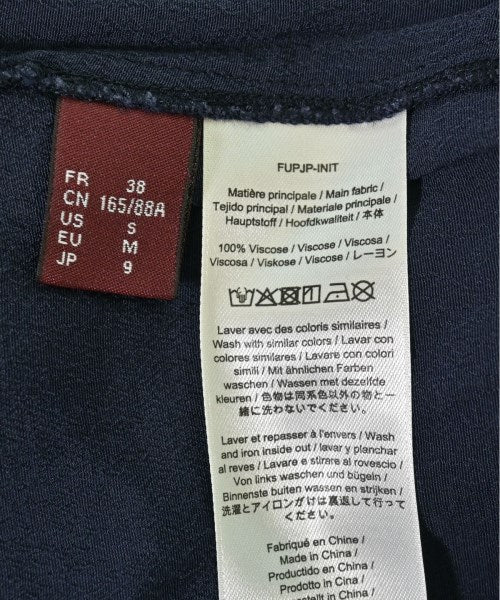 FR 38
CN 165/88A
US S
EU M
JP 9
FUPJP-INIT
Matière principale / Main fabric /
Tejido principal / Materiale principale /
Hauptstoff / Hoofdkwaliteit / 本体
100% Viscose / Viscose / Viscosa /
Viscosa / Viskose / Viscose / レーヨン
Laver avec des coloris similaires /
Wash with similar colors / Lavar con
colores similares / Lavare con colori
simili / Mit ähnlichen Farben
waschen / Wassen met dezelfde
kleuren / 色物は同系色以外の物と一
緒に洗わないでください。
Laver et repasser à l'envers / Wash
and iron inside out / lavar y planchar
al reves / Lavare e stirare al rovescio /
Von links waschen und bügeln /
Binnenste buiten wassen en strijken /
洗濯とアイロンがけは裏返して行って
ください。
Fabriqué en Chine /
Made in China /
Producido en China /
Prodotto in Cina /
estellt in China /